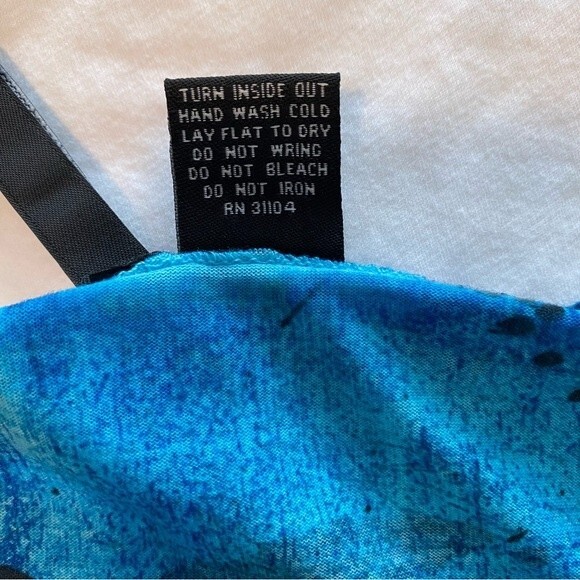 TURN INSIDE OUT
HAND WASH COLD
LAY FLAT TO DRY
DO NOT WRING
DO NOT BLEACH
DO NOT IRON
RN 31104